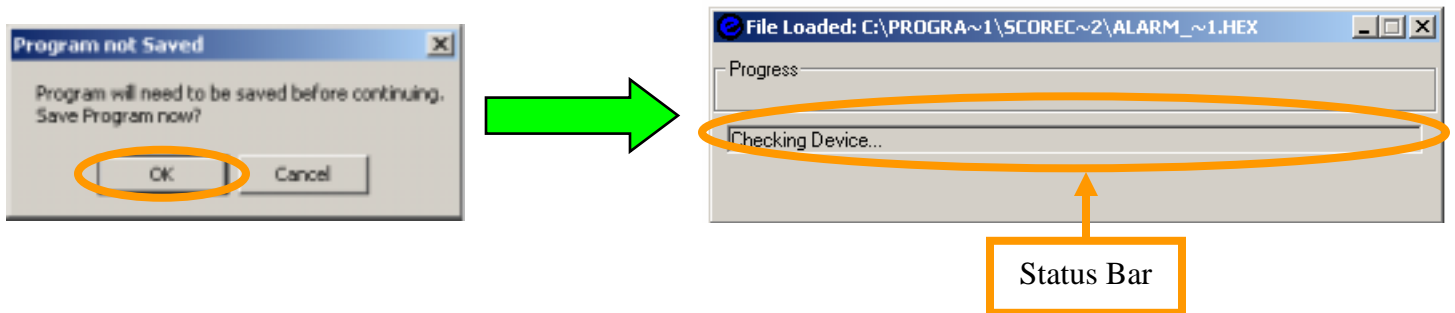 Program not Saved
Program will need to be saved before continuing.
Save Program now?
OK
Cancel
File Loaded: C:\PROGRA~1\SCOREC~2\ALARM_~1.HEX
Progress
Checking Device...
Status Bar